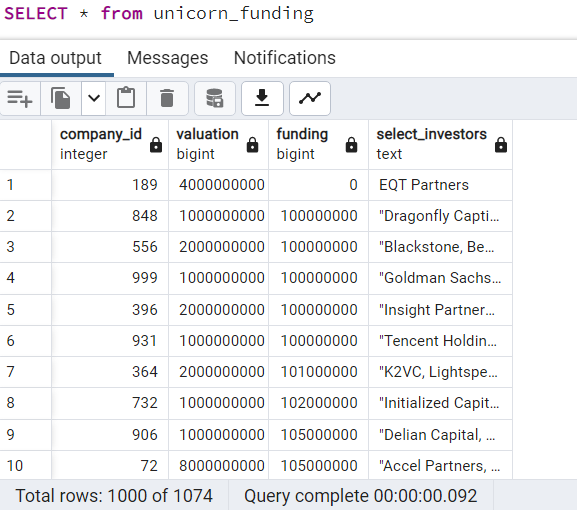 SELECT * from unicorn_funding
Data output Messages Notifications
company_id valuation funding select_investors
integer bigint bigint text
1 189 4000000000 0 EQT Partners
2 848 1000000000 100000000 "Dragonfly Capti...
3 556 2000000000 100000000 "Blackstone, Be...
4 999 1000000000 100000000 "Goldman Sachs...
5 396 2000000000 100000000 "Insight Partner...
6 931 1000000000 100000000 "Tencent Holdin...
7 364 2000000000 101000000 "K2VC, Lightspe...
8 732 1000000000 102000000 "Initialized Capit...
9 906 1000000000 105000000 "Delian Capital, ...
10 72 8000000000 105000000 "Accel Partners, ...
Total rows: 1000 of 1074 Query complete 00:00:00.092